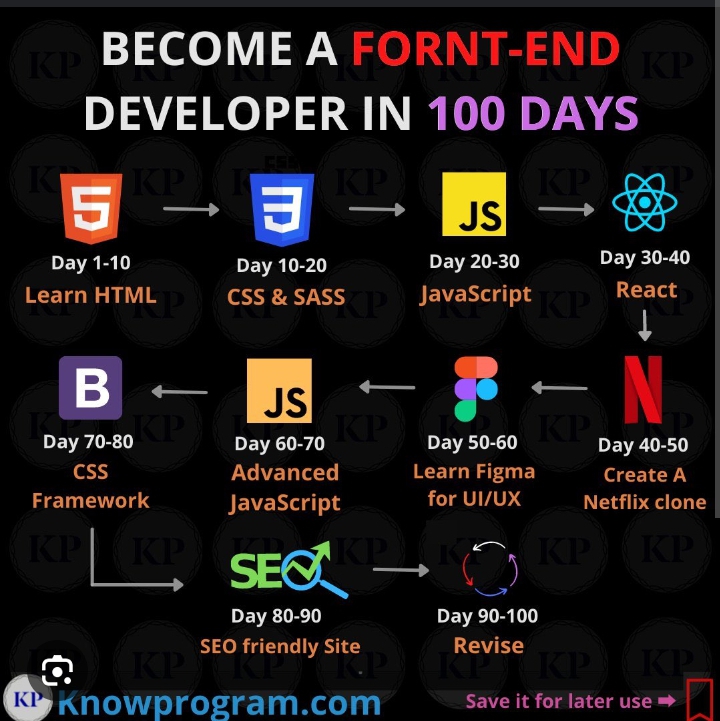 BECOME A FORNT-END
DEVELOPER IN 100 DAYS
JS
Day 1-10
Day 10-20
Day 20-30
Day 30-40
Learn HTML
CSS & SASS
JavaScript
React
B
JS
N
Day 70-80
Day 60-70
Day 50-60
Day 40-50
CSS
Framework
Advanced
JavaScript
Learn Figma
for UI/UX
Create A
Netflix clone
SEO
Day 80-90
Day 90-100
SEO friendly Site
Revise
KP Knowprogram.com
Save it for later use